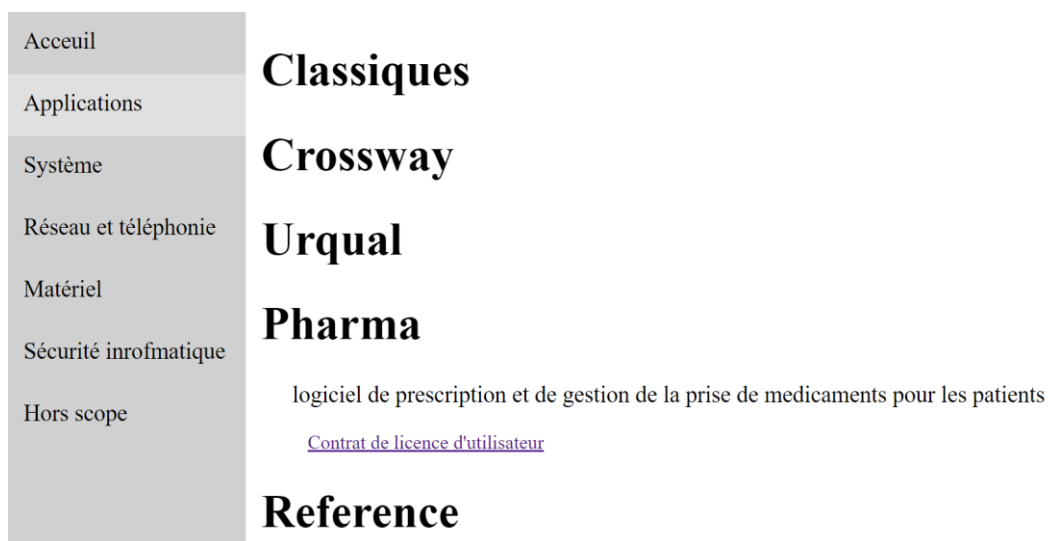 Acceuil
Applications
Système
Réseau et téléphonie
Matériel
Sécurité inrofmatique
Hors scope
Classiques
Crossway
Urqual
Pharma
logiciel de prescription et de gestion de la prise de medicaments pour les patients
Contrat de licence d'utilisateur
Reference